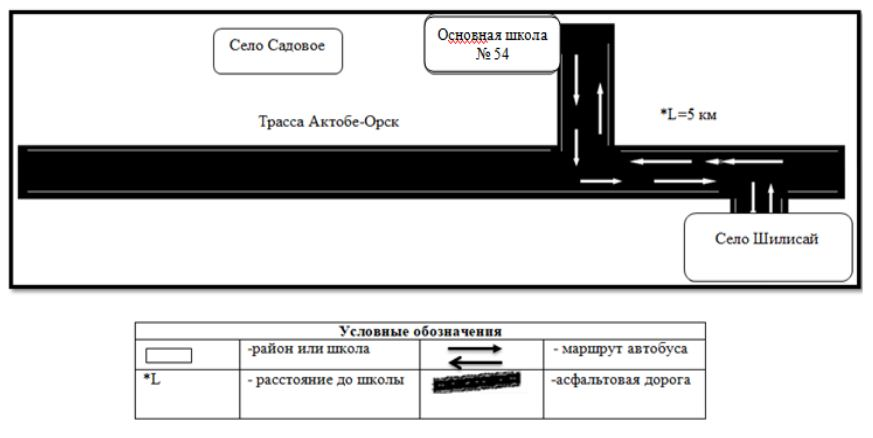 Село Садовое
Основная школа
№ 54
Трасса Актобе-Орск
*L=5 км
Село Шилисай
Условные обозначения
-район или школа
- маршрут автобуса
*L
- расстояние до школы
-асфальтовая дорога